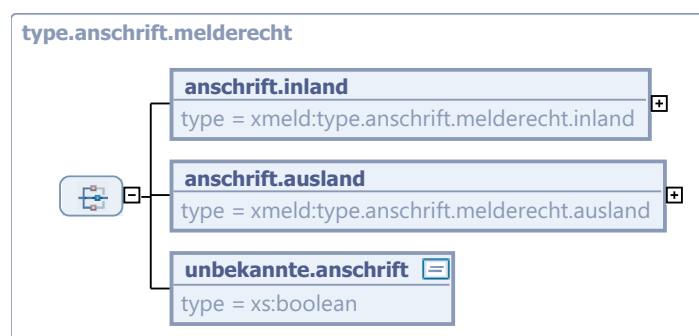 type.anschrift.melderecht
anschrift.inland
type = xmeld:type.anschrift.melderecht.inland
anschrift.ausland
type = xmeld:type.anschrift.melderecht.ausland
unbekannte.anschrift
type = xs:boolean